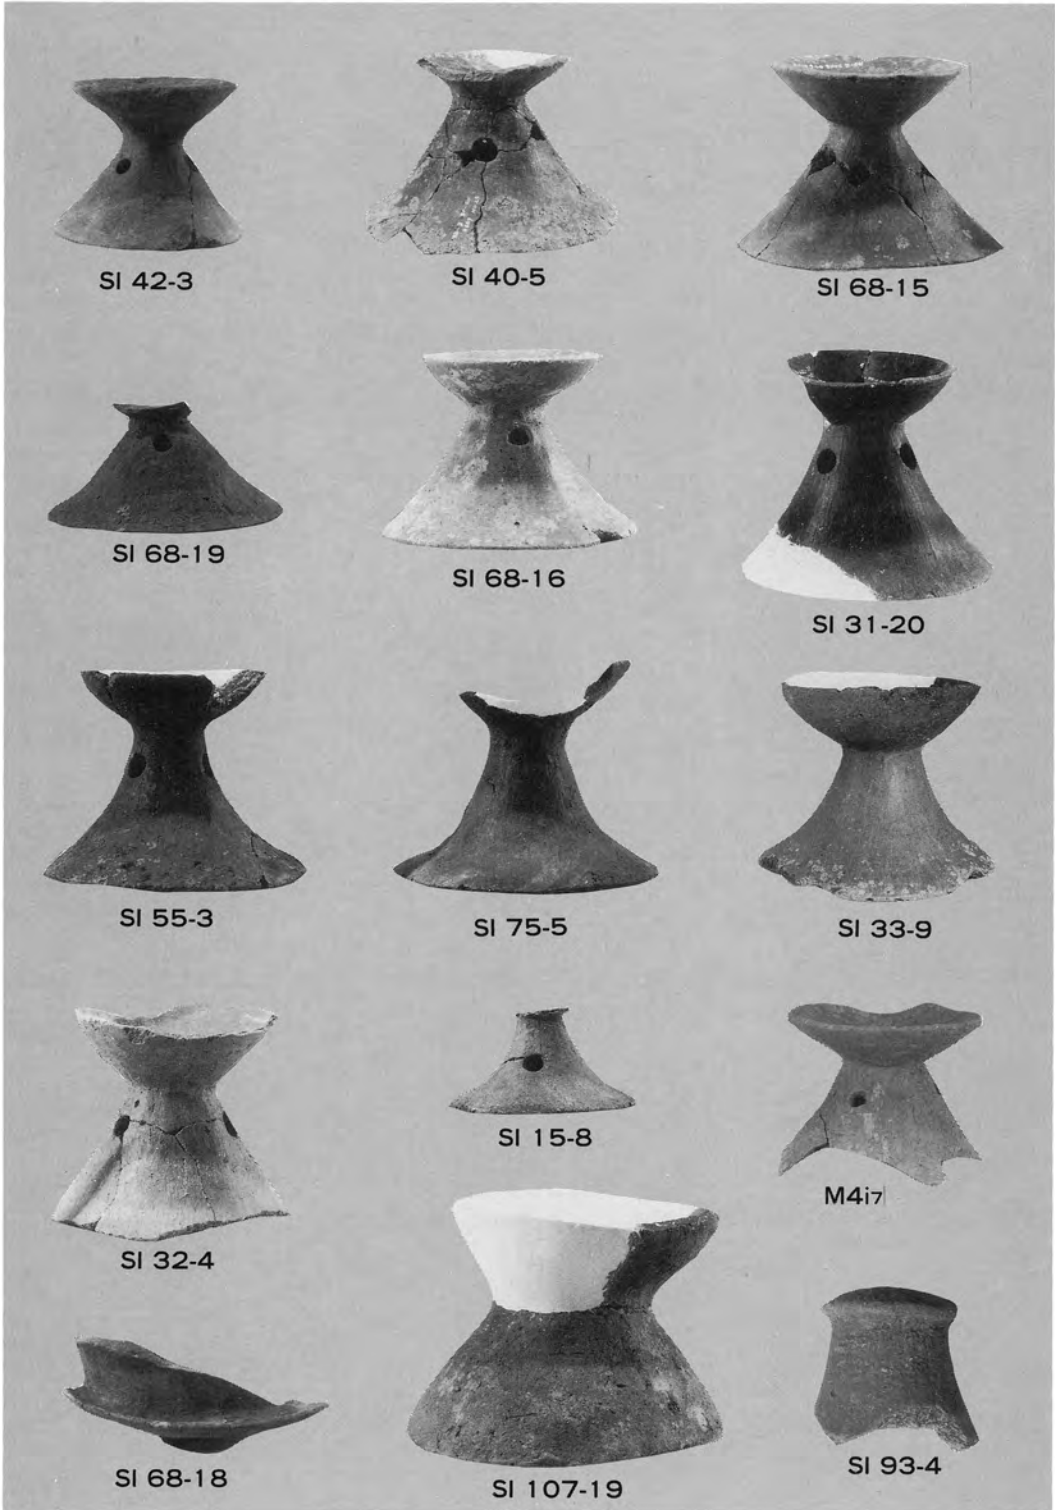 SI 42-3
SI 40-5
SI 68-15
SI 68-19
SI 68-16
SI 31-20
SI 55-3
SI 75-5
SI 33-9
SI 32-4
SI 15-8
M4i7
SI 68-18
SI 107-19
SI 93-4